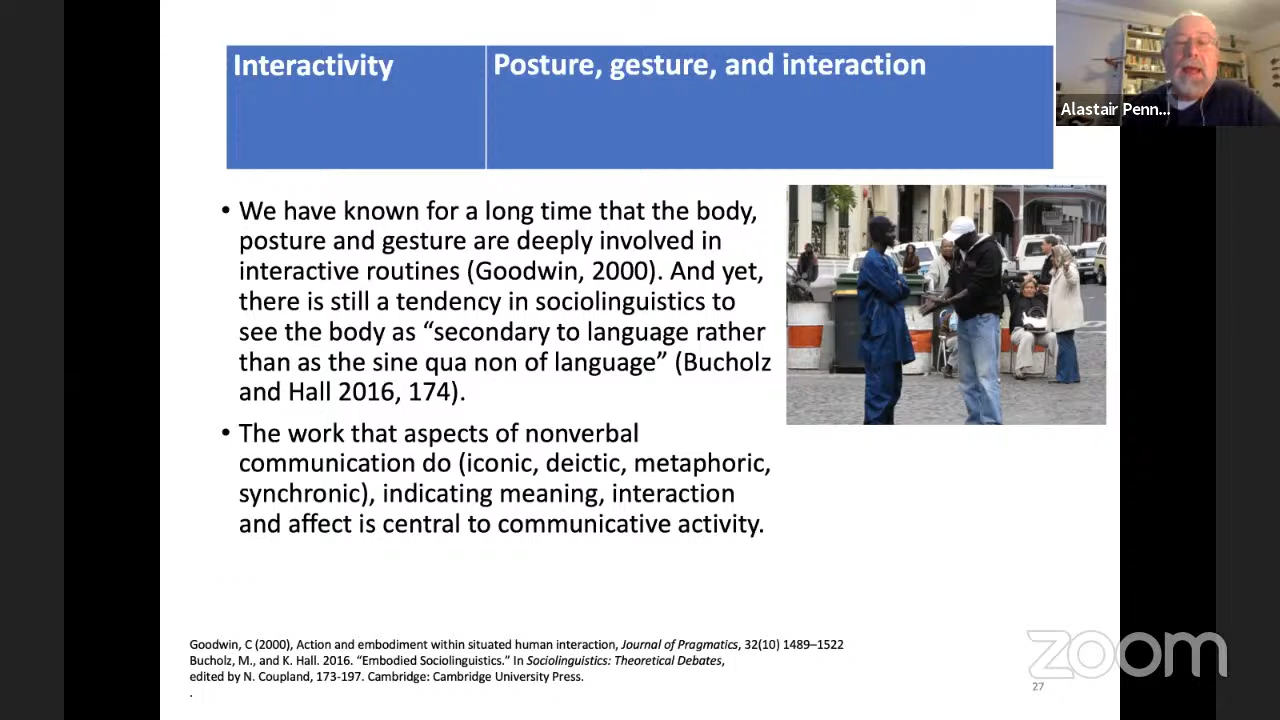 Interactivity
Posture, gesture, and interaction
Alastair Penn...
• We have known for a long time that the body,
posture and gesture are deeply involved in
interactive routines (Goodwin, 2000). And yet,
there is still a tendency in sociolinguistics to
see the body as “secondary to language rather
than as the sine qua non of language” (Bucholz
and Hall 2016, 174).
• The work that aspects of nonverbal
communication do (iconic, deictic, metaphoric,
synchronic), indicating meaning, interaction
and affect is central to communicative activity.
Goodwin, C (2000), Action and embodiment within situated human interaction, Journal of Pragmatics, 32(10) 1489–1522
Bucholz, M., and K. Hall. 2016. “Embodied Sociolinguistics.” In Sociolinguistics: Theoretical Debates,
edited by N. Coupland, 173-197. Cambridge: Cambridge University Press.
.
zoom
27